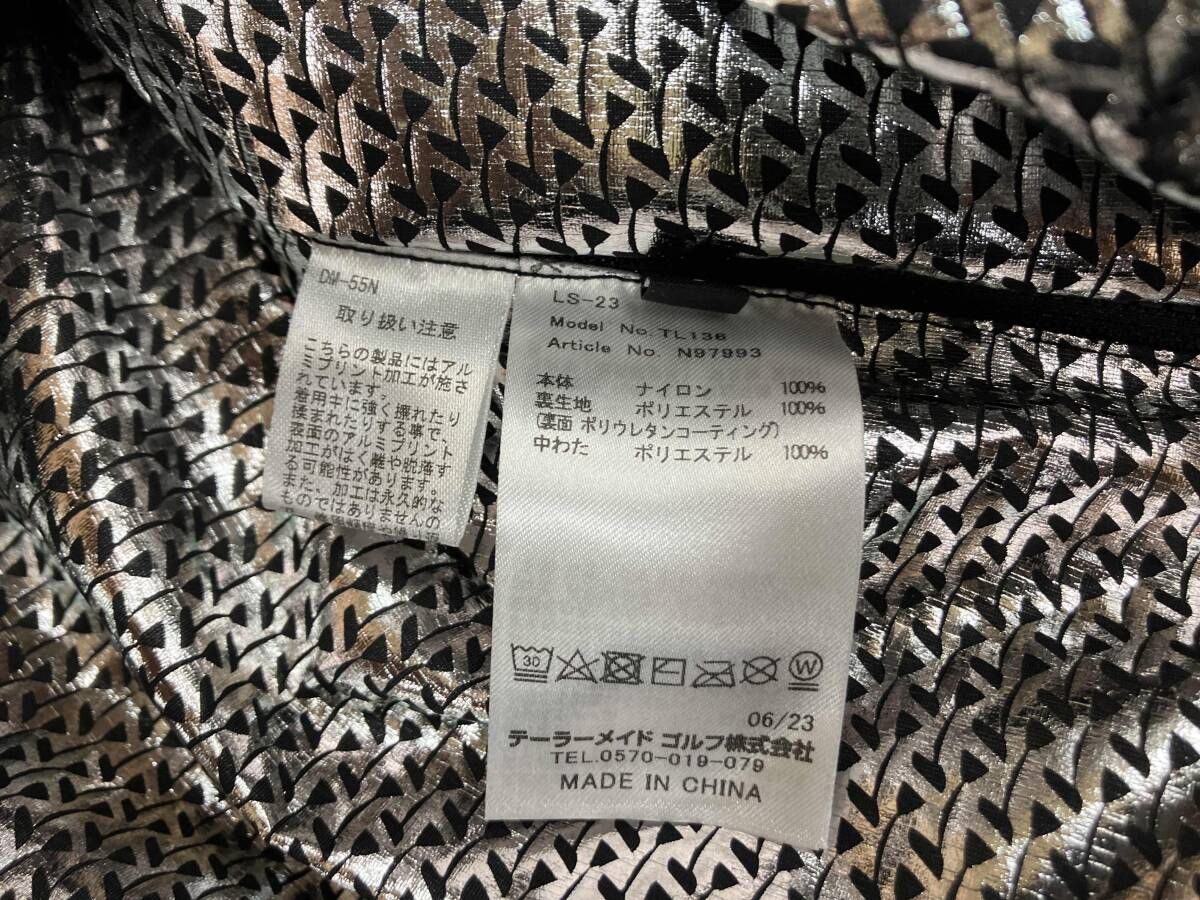 DW-55N
取り扱い注意
こちらの製品にはアル
ミプリント加工が施さ
れています。
着用中に強く擦れたり
揉まれたりする事で、
表面のアルミプリント
加工がはく離や脱落す
る可能性があります。
また、加工は永久的な
ものではありませんの
LS-23
Model No. TL136
Article No. N97993
本体 ナイロン 100%
裏生地 ポリエステル 100%
(裏面 ポリウレタンコーティング)
中わた ポリエステル 100%
30
W
06/23
テーラーメイド ゴルフ株式会社
TEL.0570-019-079
MADE IN CHINA